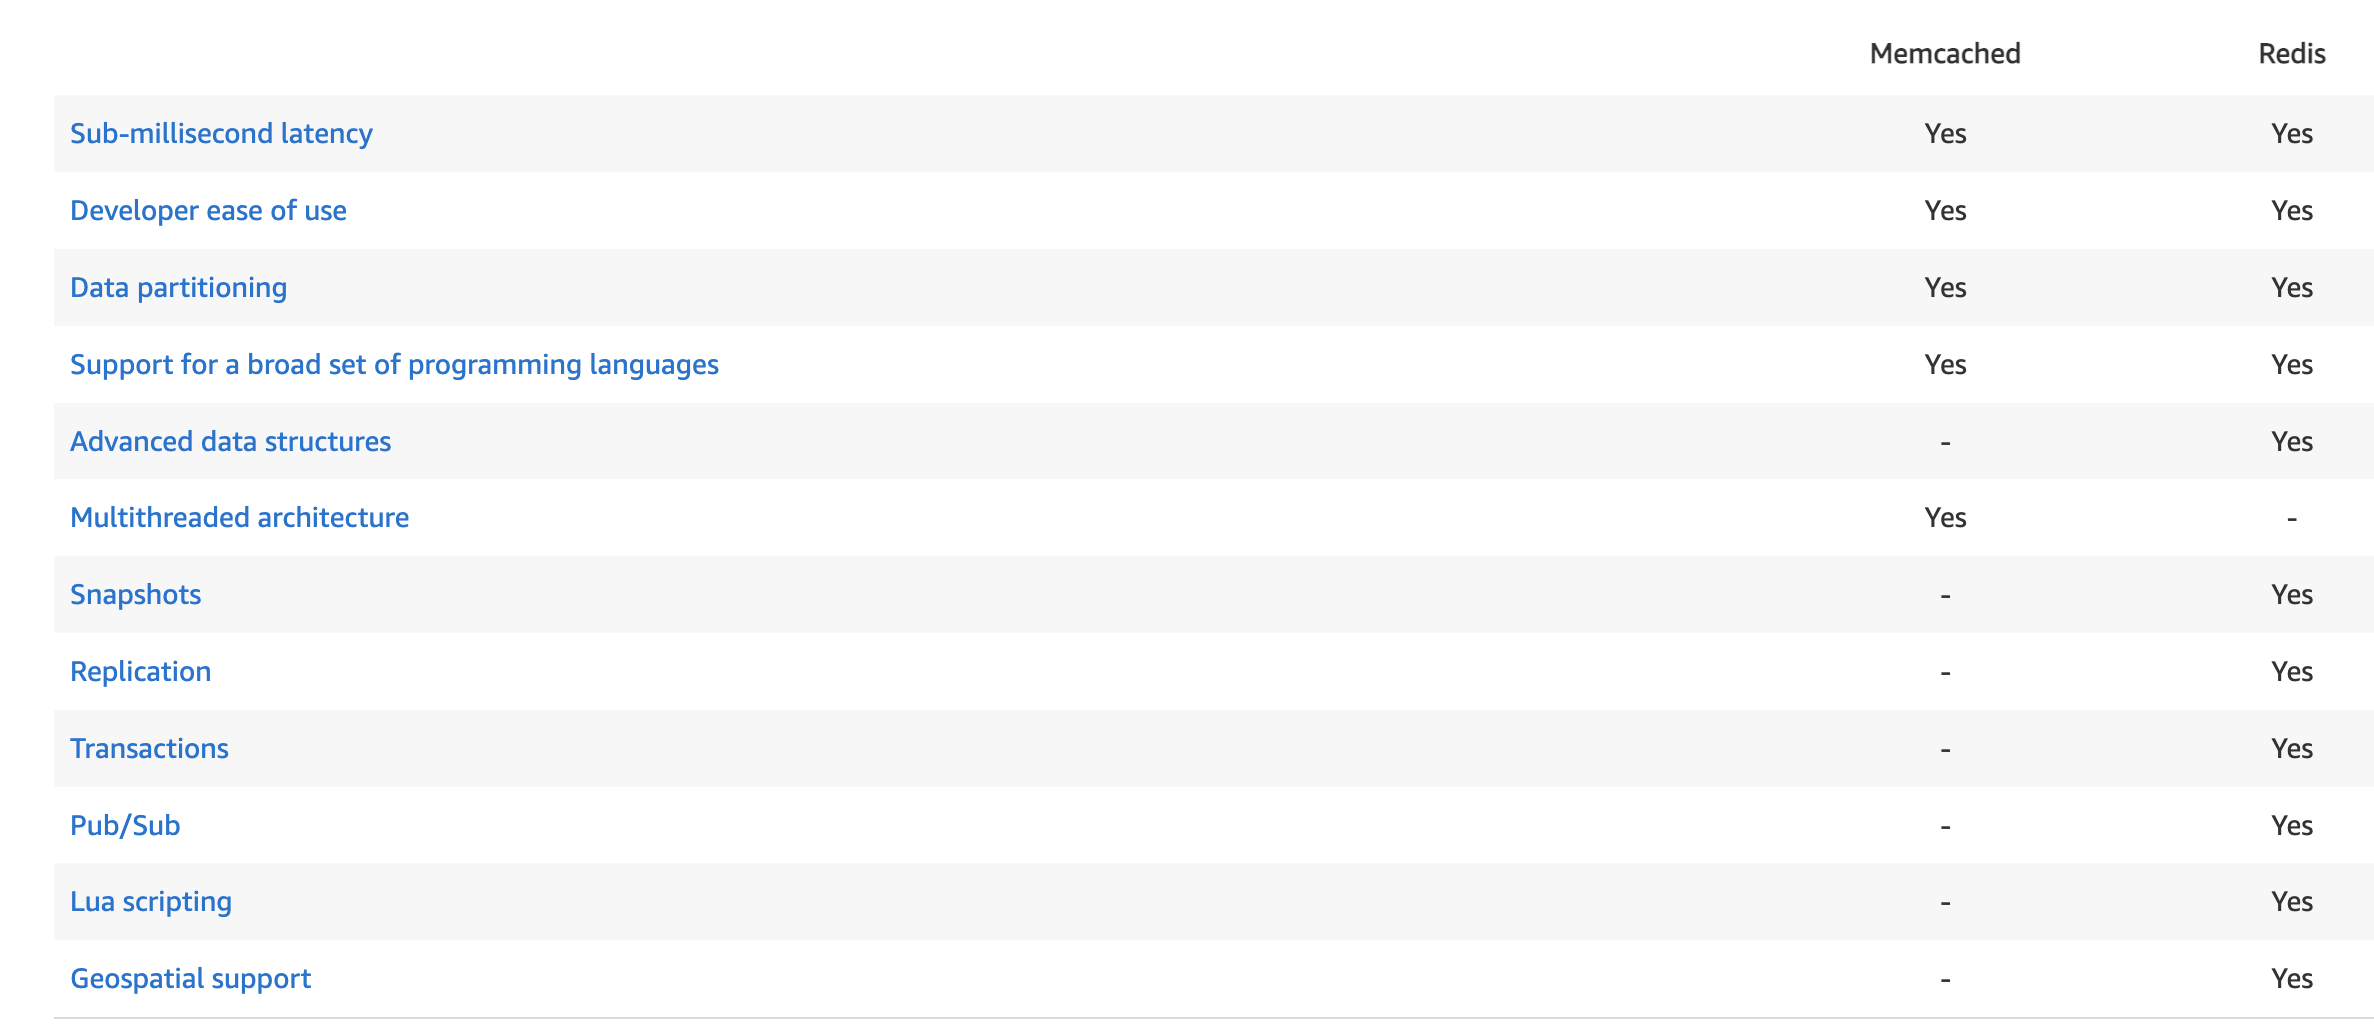 Memcached Redis
Sub-millisecond latency Yes Yes
Developer ease of use Yes Yes
Data partitioning Yes Yes
Support for a broad set of programming languages Yes Yes
Advanced data structures - Yes
Multithreaded architecture Yes -
Snapshots - Yes
Replication - Yes
Transactions - Yes
Pub/Sub - Yes
Lua scripting - Yes
Geospatial support - Yes